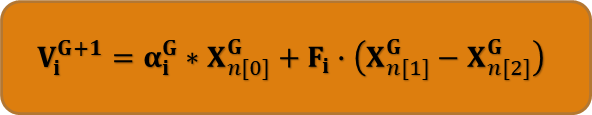 V_i^{G+1} = α_i^G * X_{n[0]}^G + F_i · (X_{n[1]}^G − X_{n[2]}^G)